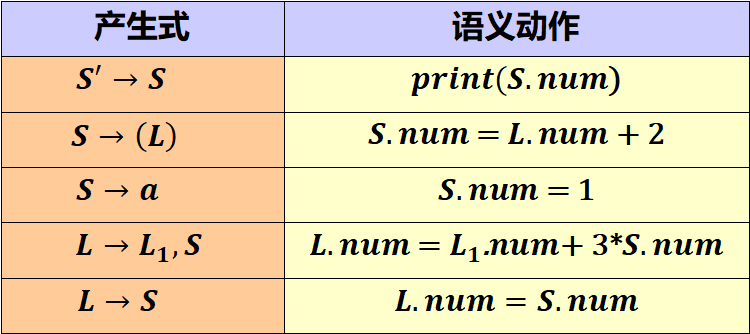 产生式 语义动作
S′ → S print(S.num)
S → (L) S.num = L.num + 2
S → a S.num = 1
L → L₁, S L.num = L₁.num+ 3*S.num
L → S L.num = S.num